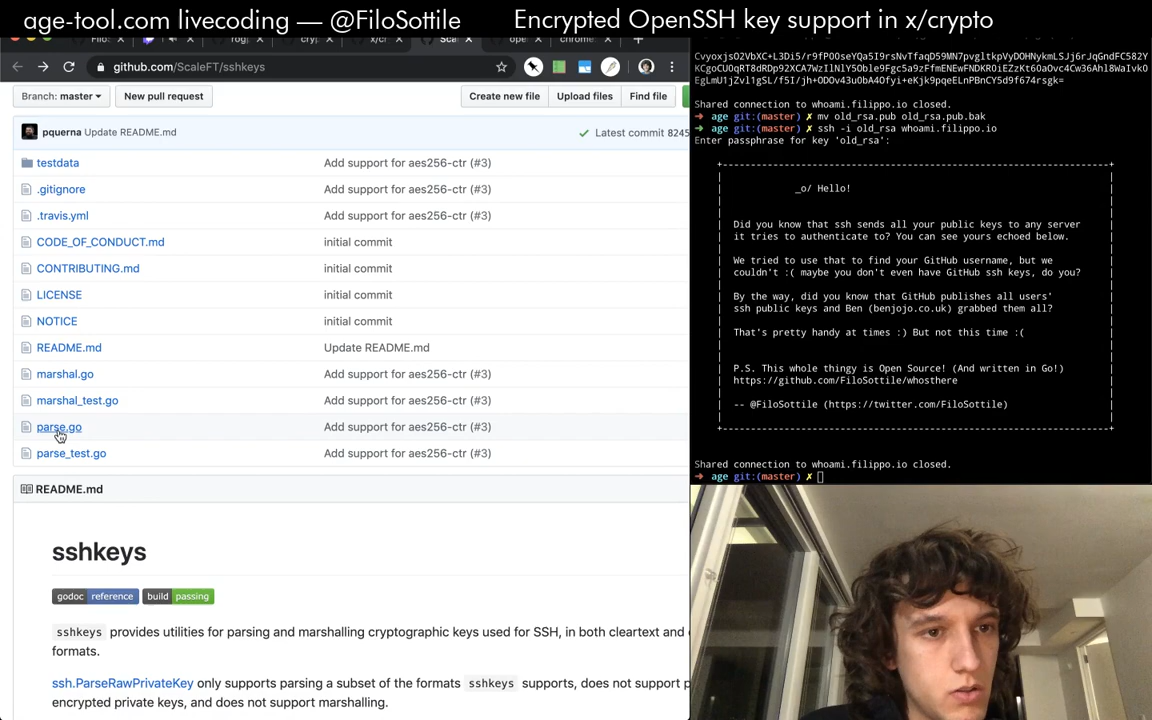 age-tool.com livecoding — @FiloSottile
Encrypted OpenSSH key support in x/crypto
github.com/ScaleFT/sshkeys
Branch: master
New pull request
Create new file
Upload files
Find file
pquerna Update README.md
Latest commit 8245
testdata
Add support for aes256-ctr (#3)
.gitignore
Add support for aes256-ctr (#3)
.travis.yml
Add support for aes256-ctr (#3)
CODE_OF_CONDUCT.md
initial commit
CONTRIBUTING.md
initial commit
LICENSE
initial commit
NOTICE
initial commit
README.md
Update README.md
marshal.go
Add support for aes256-ctr (#3)
marshal_test.go
Add support for aes256-ctr (#3)
parse.go
Add support for aes256-ctr (#3)
parse_test.go
Add support for aes256-ctr (#3)
README.md
sshkeys
godoc reference
build passing
sshkeys provides utilities for parsing and marshalling cryptographic keys used for SSH, in both cleartext and
formats.
ssh.ParseRawPrivateKey only supports parsing a subset of the formats sshkeys supports, does not support p
encrypted private keys, and does not support marshalling.
Shared connection to whoami.filippo.io closed.
➜ age git:(master) ✗ mv old_rsa.pub old_rsa.pub.bak
➜ age git:(master) ✗ ssh -i old_rsa whoami.filippo.io
Enter passphrase for key 'old_rsa':
_o/ Hello!
Did you know that ssh sends all your public keys to any server
it tries to authenticate to? You can see yours echoed below.
We tried to use that to find your GitHub username, but we
couldn't :( maybe you don't even have GitHub ssh keys, do you?
By the way, did you know that GitHub publishes all users'
ssh public keys and Ben (benjojo.co.uk) grabbed them all?
That's pretty handy at times :) But not this time :(
P.S. This whole thingy is Open Source! (And written in Go!)
https://github.com/FiloSottile/whosthere
-- @FiloSottile (https://twitter.com/FiloSottile)
Shared connection to whoami.filippo.io closed.
➜ age git:(master) ✗